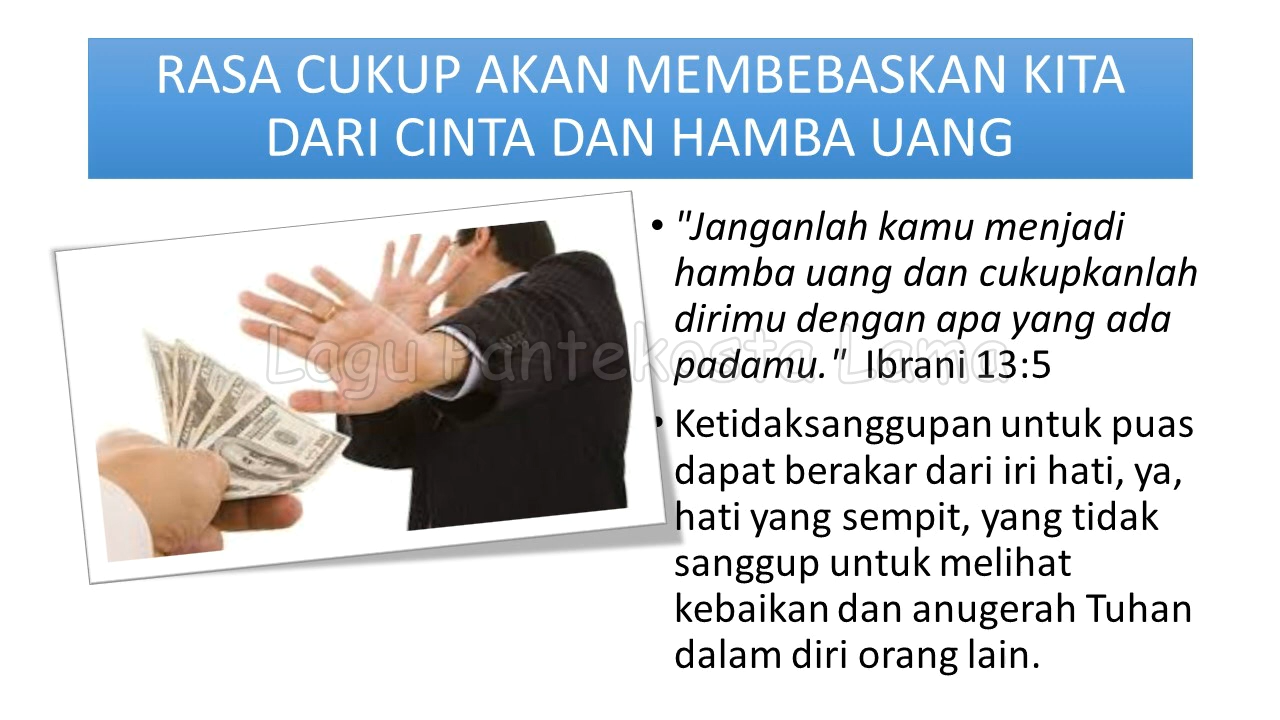 RASA CUKUP AKAN MEMBEBASKAN KITA
DARI CINTA DAN HAMBA UANG
• "Janganlah kamu menjadi
hamba uang dan cukupkanlah
dirimu dengan apa yang ada
padamu."  Ibrani 13:5
• Ketidaksanggupan untuk puas
dapat berakar dari iri hati, ya,
hati yang sempit, yang tidak
sanggup untuk melihat
kebaikan dan anugerah Tuhan
dalam diri orang lain.
Lagu Pantekosta Lama